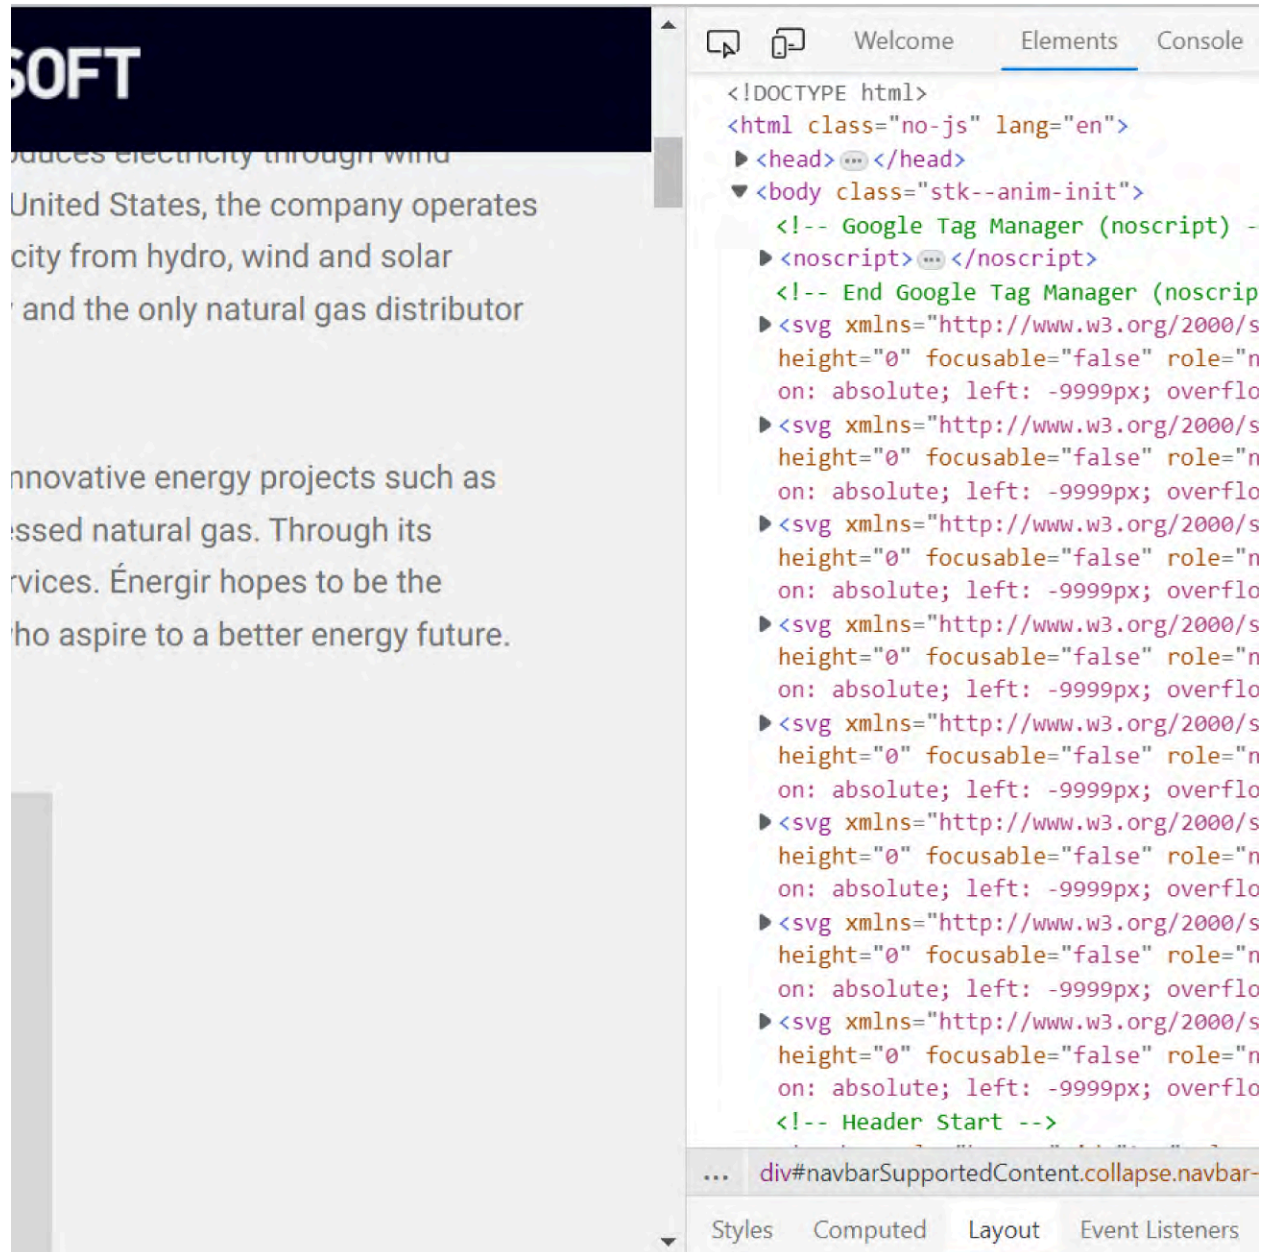 SOFT
oduces electricity through wind
United States, the company operates
city from hydro, wind and solar
and the only natural gas distributor
nnovative energy projects such as
essed natural gas. Through its
rvices. Énergir hopes to be the
ho aspire to a better energy future.
Welcome Elements Console
<!DOCTYPE html>
<html class="no-js" lang="en">
<head> ... </head>
<body class="stk--anim-init">
<!-- Google Tag Manager (noscript) -
<noscript> ... </noscript>
<!-- End Google Tag Manager (noscrip
<svg xmlns="http://www.w3.org/2000/s
height="0" focusable="false" role="n
on: absolute; left: -9999px; overflo
<svg xmlns="http://www.w3.org/2000/s
height="0" focusable="false" role="n
on: absolute; left: -9999px; overflo
<svg xmlns="http://www.w3.org/2000/s
height="0" focusable="false" role="n
on: absolute; left: -9999px; overflo
<svg xmlns="http://www.w3.org/2000/s
height="0" focusable="false" role="n
on: absolute; left: -9999px; overflo
<svg xmlns="http://www.w3.org/2000/s
height="0" focusable="false" role="n
on: absolute; left: -9999px; overflo
<svg xmlns="http://www.w3.org/2000/s
height="0" focusable="false" role="n
on: absolute; left: -9999px; overflo
<svg xmlns="http://www.w3.org/2000/s
height="0" focusable="false" role="n
on: absolute; left: -9999px; overflo
<svg xmlns="http://www.w3.org/2000/s
height="0" focusable="false" role="n
on: absolute; left: -9999px; overflo
<!-- Header Start -->
... div#navbarSupportedContent.collapse.navbar-
Styles Computed Layout Event Listeners